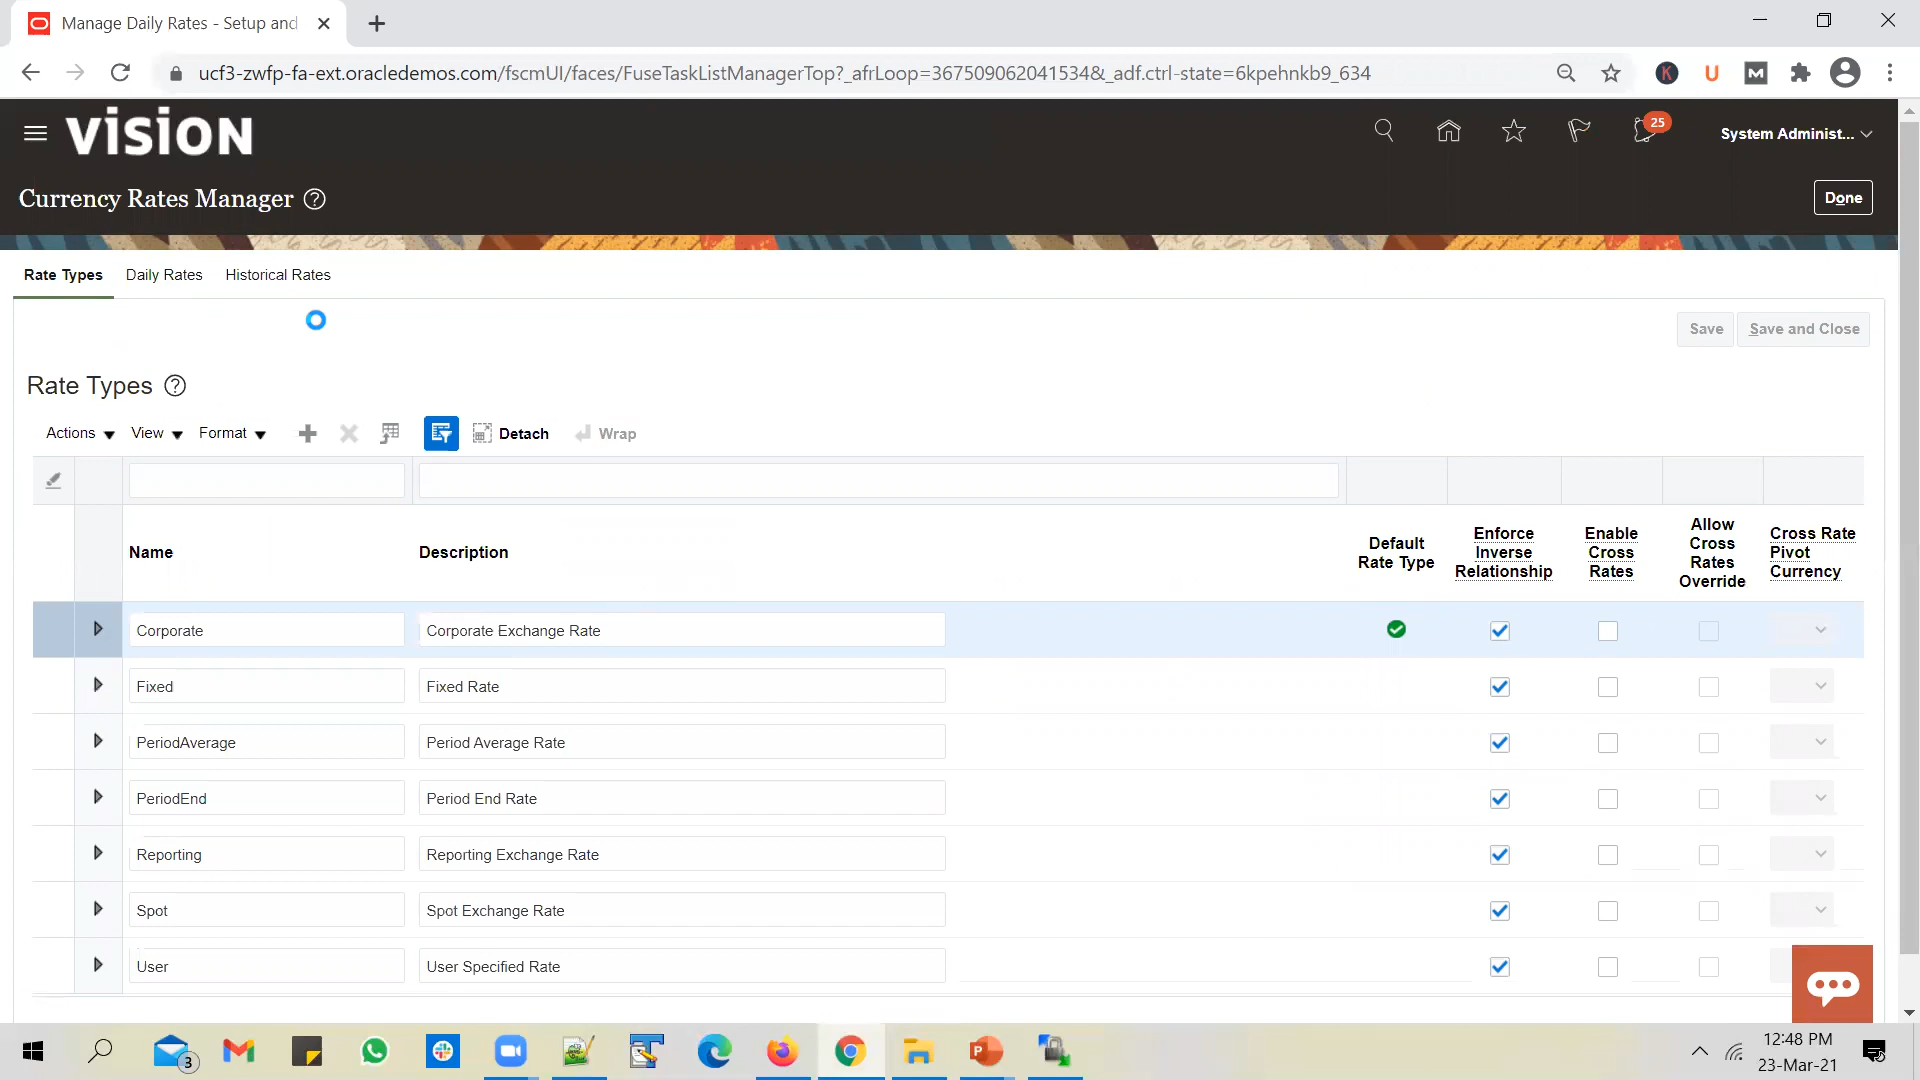 Manage Daily Rates - Setup and
ucf3-zwfp-fa-ext.oracledemos.com/fscmUI/faces/FuseTaskListManagerTop?_afrLoop=367509062041534&_adf.ctrl-state=6kpehnkb9_634
K U M
VISION
25
System Administ...
Currency Rates Manager ?
Done
Rate Types Daily Rates Historical Rates
Save Save and Close
Rate Types ?
Actions View Format Detach Wrap
Name Description Default Rate Type Enforce Inverse Relationship Enable Cross Rates Allow Cross Rates Override Cross Rate Pivot Currency
Corporate Corporate Exchange Rate
Fixed Fixed Rate
PeriodAverage Period Average Rate
PeriodEnd Period End Rate
Reporting Reporting Exchange Rate
Spot Spot Exchange Rate
User User Specified Rate
3
12:48 PM
23-Mar-21